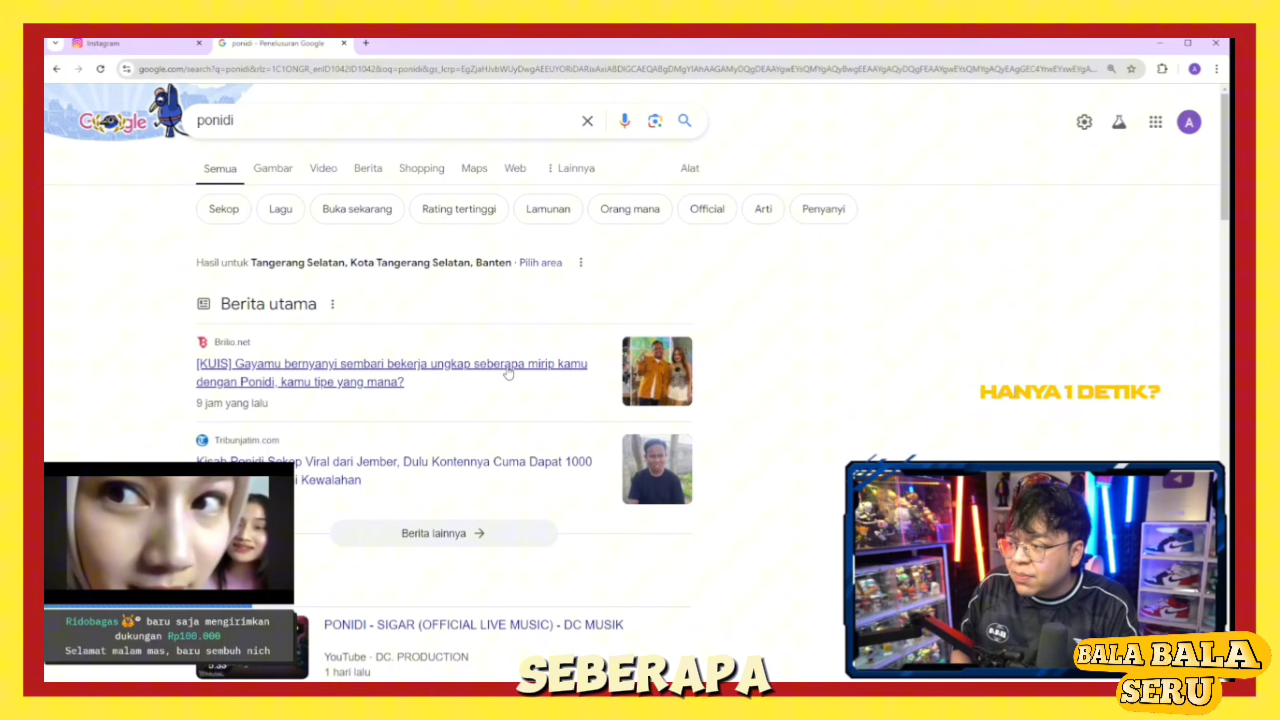 Instagram
ponidi - Penelusuran Google
Google
ponidi
Semua
Gambar
Video
Berita
Shopping
Maps
Web
Lainnya
Alat
Sekop
Lagu
Buka sekarang
Rating tertinggi
Lamunan
Orang mana
Official
Arti
Penyanyi
A
Hasil untuk Tangerang Selatan, Kota Tangerang Selatan, Banten · Pilih area
Berita utama
Brilio.net
[KUIS] Gayamu bernyanyi sembari bekerja ungkap seberapa mirip kamu
dengan Ponidi, kamu tipe yang mana?
9 jam yang lalu
Tribunjatim.com
Kisah Ponidi Sekop Viral dari Jember, Dulu Kontennya Cuma Dapat 1000
i Kewalahan
Berita lainnya
PONIDI - SIGAR (OFFICIAL LIVE MUSIC) - DC MUSIK
YouTube · DC. PRODUCTION
1 hari lalu
HANYA 1 DETIK?
Ridobagas baru saja mengirimkan
dukungan Rp100.000
Selamat malam mas, baru sembuh nich
SEBERAPA
BALA BALA
SERU